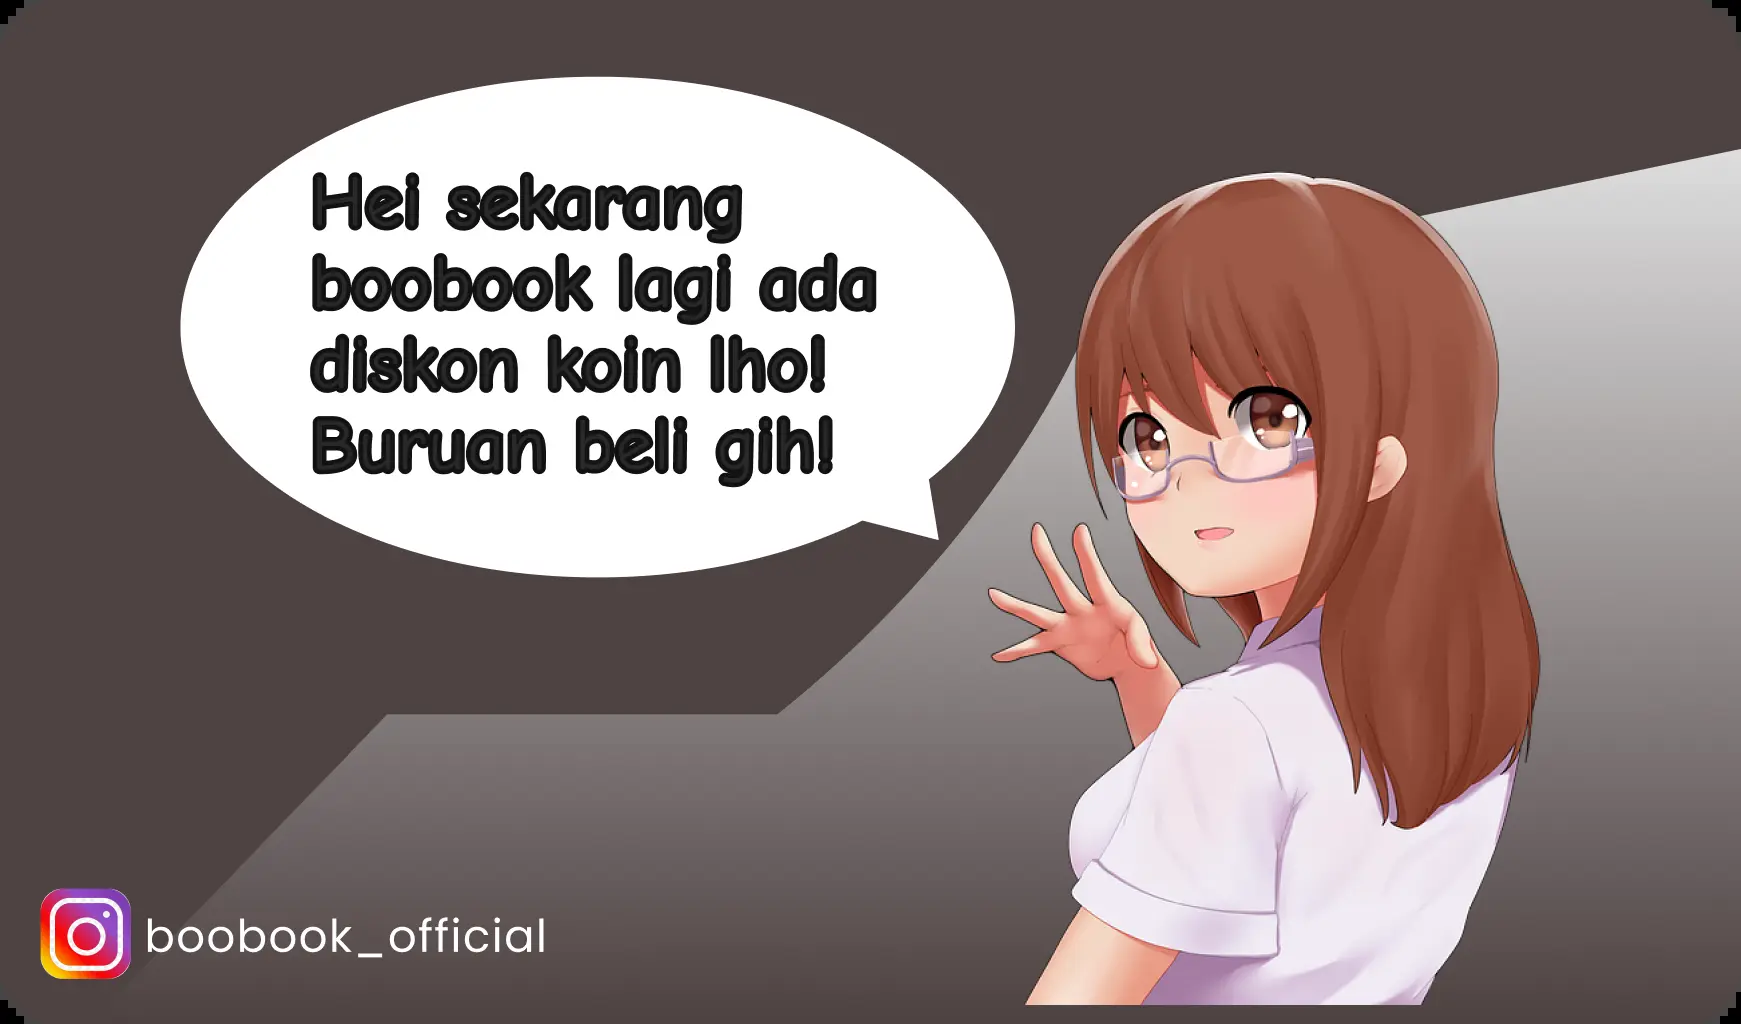 Hei sekarang
boobook lagi ada
diskon koin lho!
Buruan beli gih!
boobook_official